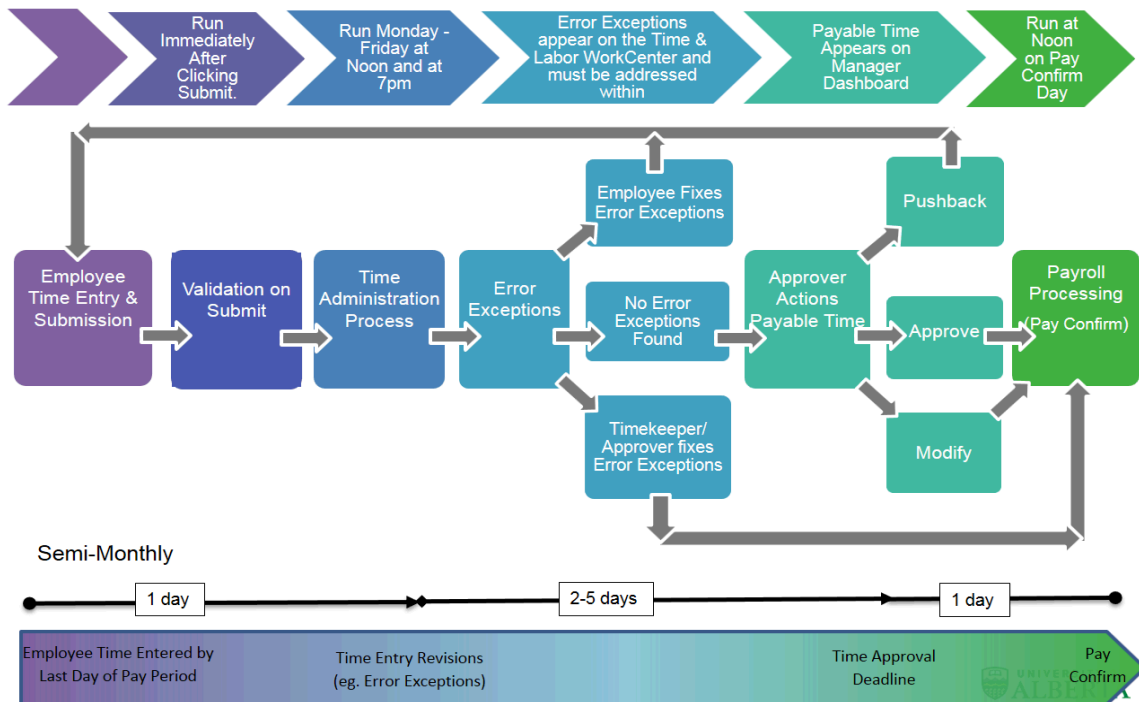 Run
Immediately
After
Clicking
Submit.
Run Monday -
Friday at
Noon and at
7pm
Error Exceptions
appear on the Time &
Labor WorkCenter and
must be addressed
within
Payable Time
Appears on
Manager
Dashboard
Run at
Noon
on Pay
Confirm
Day
Employee Fixes
Error Exceptions
Pushback
Employee
Time Entry &
Submission
Validation on
Submit
Time
Administration
Process
Error
Exceptions
No Error
Exceptions
Found
Approver
Actions
Payable Time
Approve
Payroll
Processing
(Pay Confirm)
Timekeeper/
Approver fixes
Error Exceptions
Modify
Semi-Monthly
1 day
2-5 days
1 day
Employee Time Entered by
Last Day of Pay Period
Time Entry Revisions
(eg. Error Exceptions)
Time Approval
Deadline
Pay
Confirm